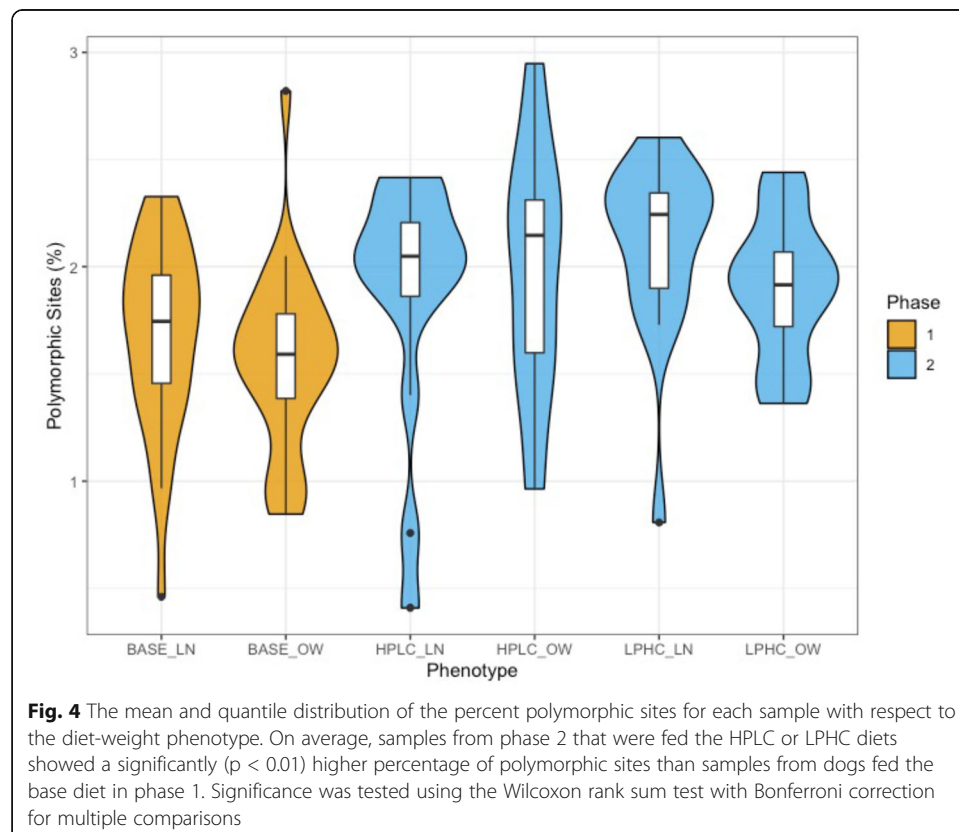 3
2
1
Polymorphic Sites (%)
BASE_LN BASE_OW HPLC_LN HPLC_OW LPHC_LN LPHC_OW
Phenotype
Phase
1
2
Fig. 4 The mean and quantile distribution of the percent polymorphic sites for each sample with respect to
the diet-weight phenotype. On average, samples from phase 2 that were fed the HPLC or LPHC diets
showed a significantly (p < 0.01) higher percentage of polymorphic sites than samples from dogs fed the
base diet in phase 1. Significance was tested using the Wilcoxon rank sum test with Bonferroni correction
for multiple comparisons